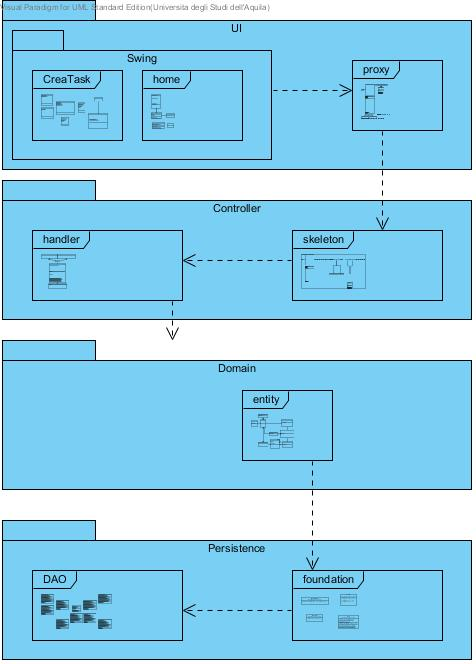 Visual Paradigm for UML Standard Edition(Universita degli Studi dell'Aquila)
UI
Swing
CreaTask
home
proxy
Controller
handler
skeleton
Domain
entity
Persistence
DAO
foundation